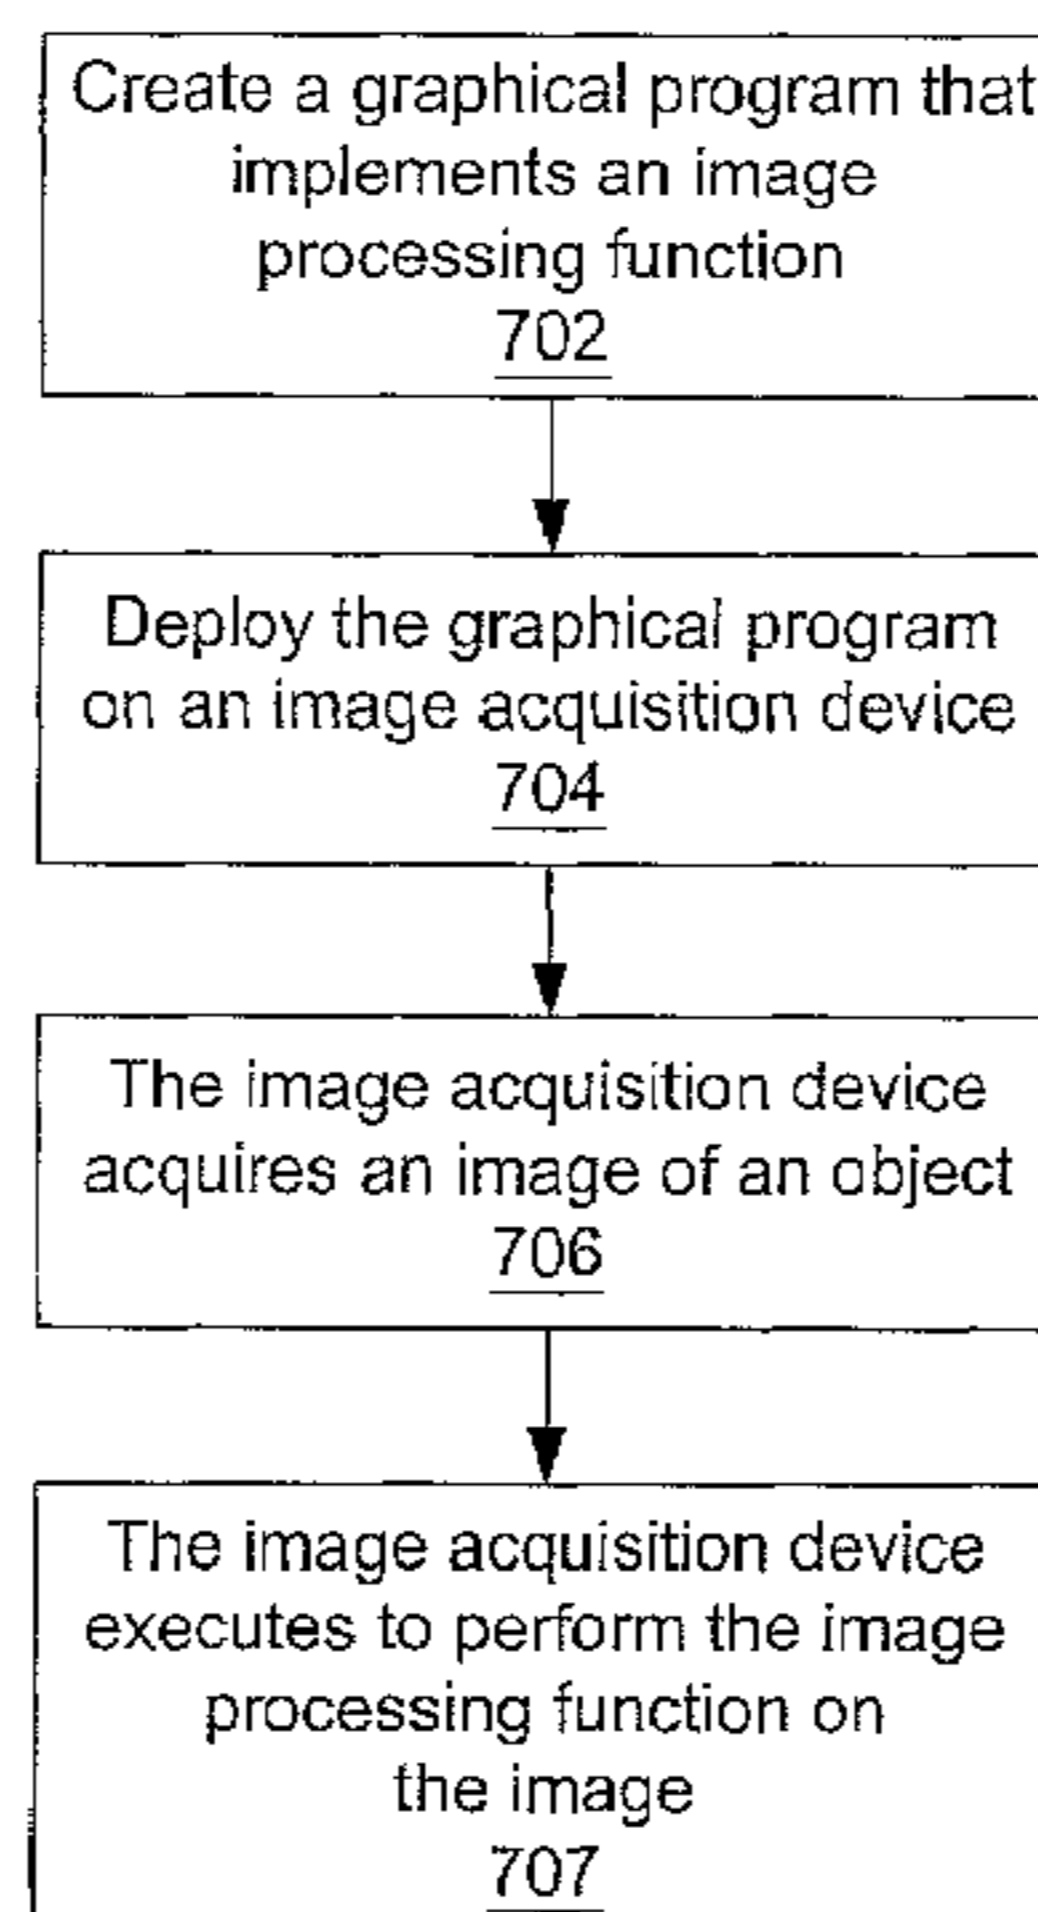 Create a graphical program that
implements an image
processing function
702
Deploy the graphical program
on an image acquisition device
704
The image acquisition device
acquires an image of an object
706
The image acquisition device
executes to perform the image
processing function on
the image
707